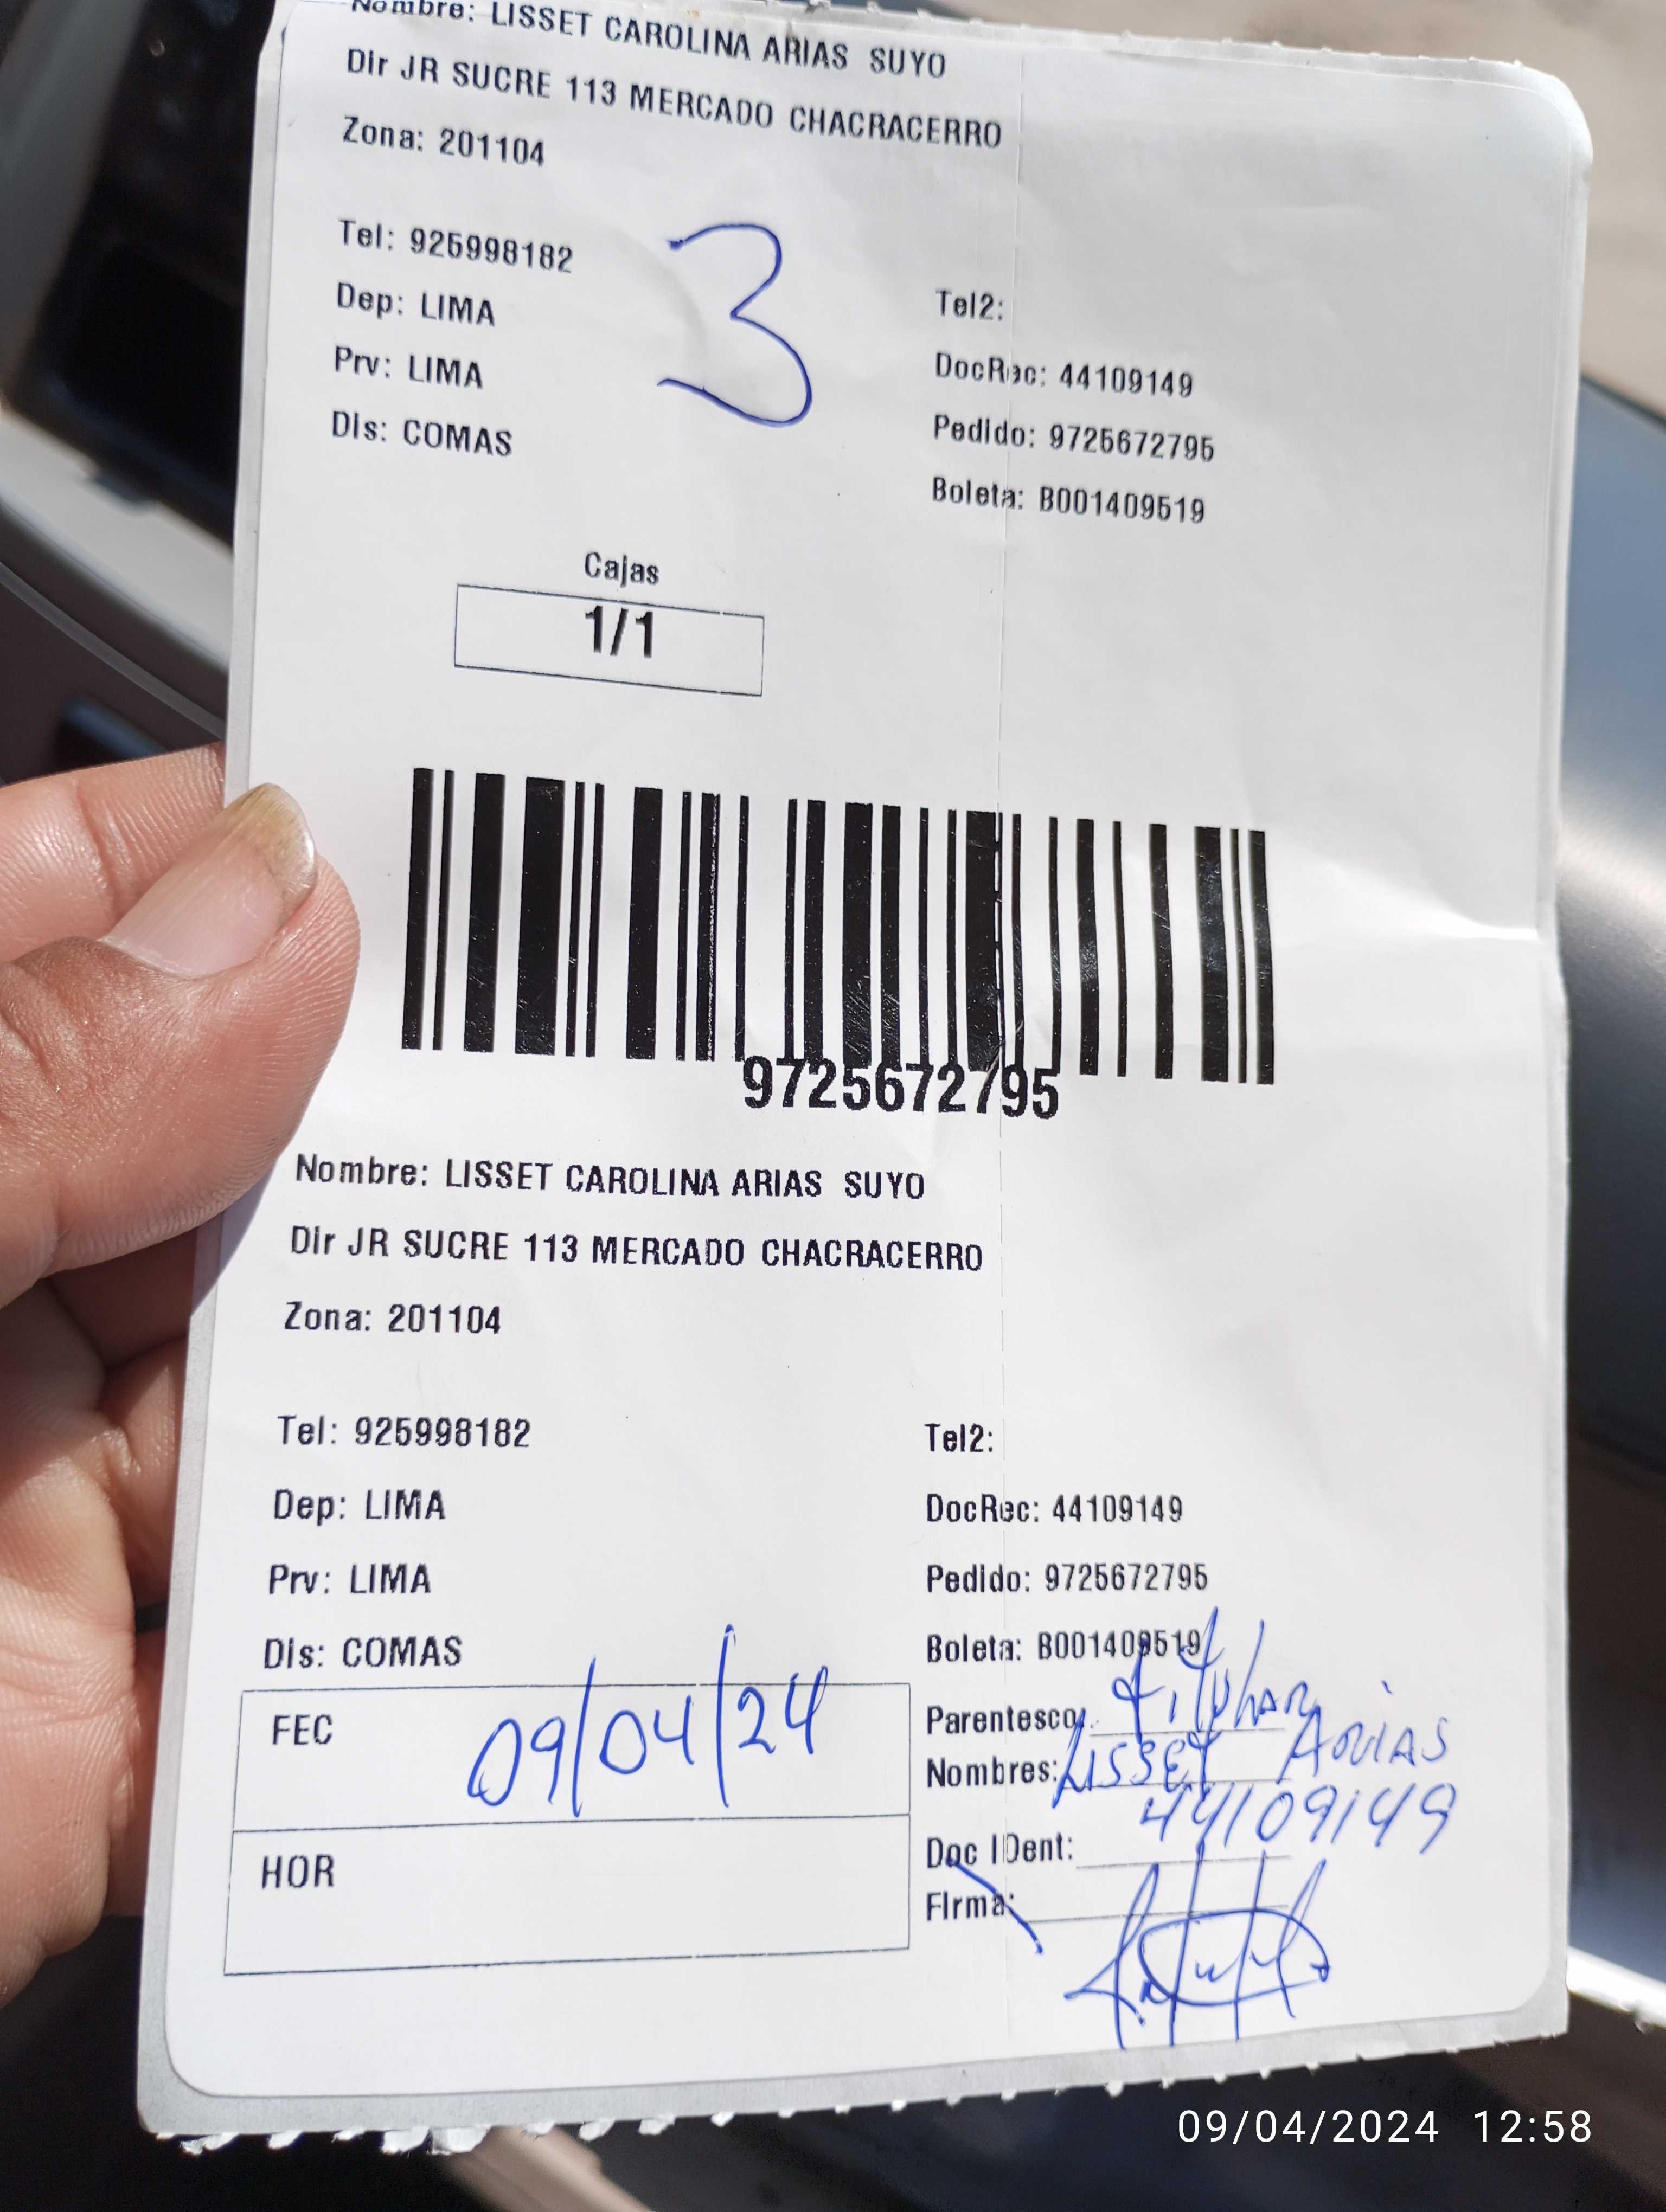 Nombre: LISSET CAROLINA ARIAS SUYO
Dir JR SUCRE 113 MERCADO CHACRACERRO
Zona: 201104
3
Tel: 925998182
Tel2:
Dep: LIMA
DocRec: 44109149
Prv: LIMA
Pedido: 9725672795
Dis: COMAS
Boleta: B001409519
Cajas
1/1
9725672795
Nombre: LISSET CAROLINA ARIAS SUYO
Dir JR SUCRE 113 MERCADO CHACRACERRO
Zona: 201104
Tel: 925998182
Tel2:
Dep: LIMA
DocRec: 44109149
Prv: LIMA
Pedido: 9725672795
Dis: COMAS
Boleta: B001409519
FEC 09/04/24
Parentesco:
Nombres: LISSET ARIAS
HOR
Doc IDent: 44109149
Firma:
09/04/2024 12:58